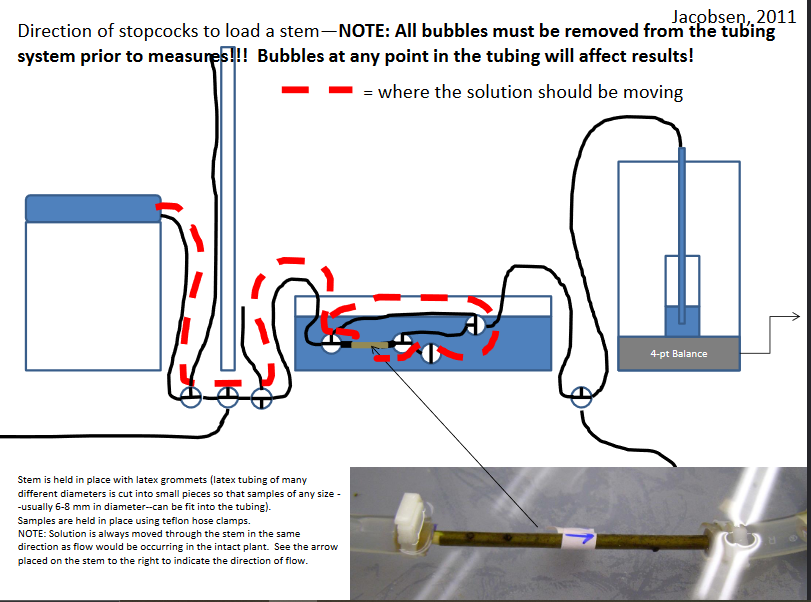 Jacobsen, 2011
Direction of stopcocks to load a stem—NOTE: All bubbles must be removed from the tubing
system prior to measures!!!  Bubbles at any point in the tubing will affect results!
= where the solution should be moving
4-pt Balance
Stem is held in place with latex grommets (latex tubing of many
different diameters is cut into small pieces so that samples of any size -
-usually 6-8 mm in diameter--can be fit into the tubing).
Samples are held in place using teflon hose clamps.
NOTE: Solution is always moved through the stem in the same
direction as flow would be occurring in the intact plant.  See the arrow
placed on the stem to the right to indicate the direction of flow.